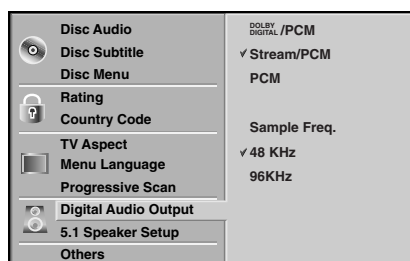 Disc Audio
Disc Subtitle
Disc Menu
Rating
Country Code
TV Aspect
Menu Language
Progressive Scan
Digital Audio Output
5.1 Speaker Setup
Others
DOLBY DIGITAL /PCM
Stream/PCM
PCM
Sample Freq.
48 KHz
96KHz